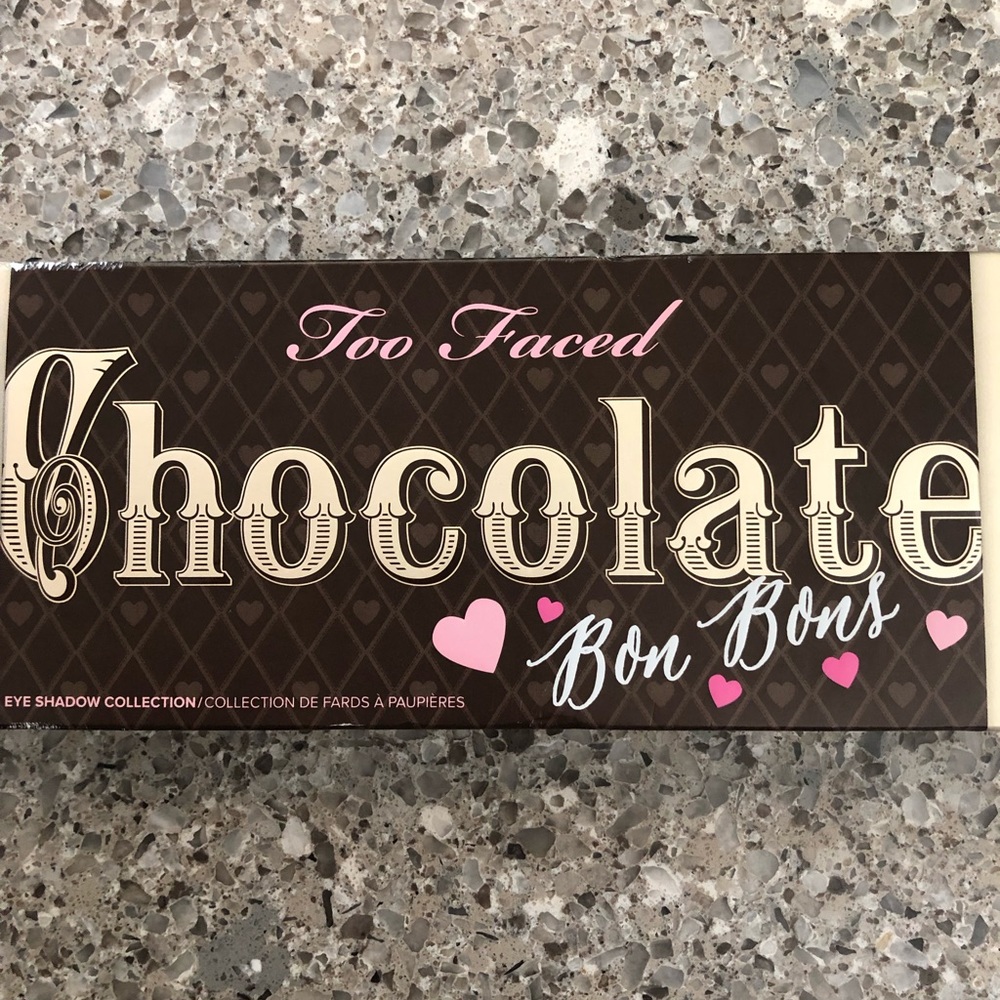 Too Faced
Chocolate
Bon Bons
EYE SHADOW COLLECTION/COLLECTION DE FARDS À PAUPIÈRES